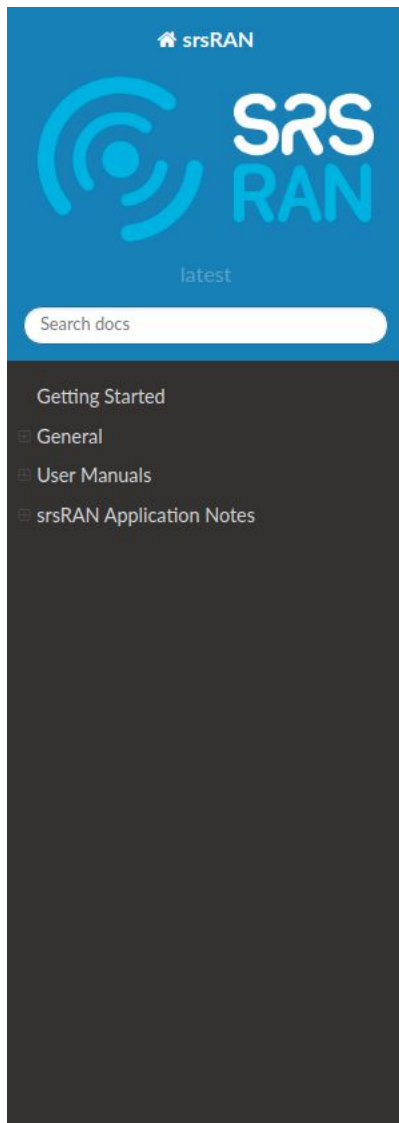 srsRAN
SRS
RAN
latest
Search docs
Getting Started
General
User Manuals
srsRAN Application Notes